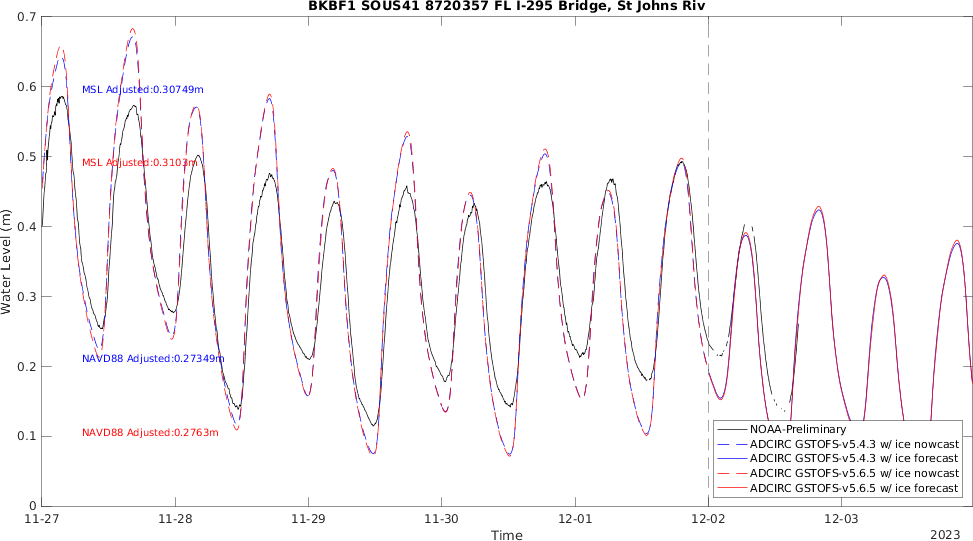 BKBF1 SOUS41 8720357 FL I-295 Bridge, St Johns Riv
0.7
0.6
0.5
0.4
0.3
0.2
0.1
0
Water Level (m)
MSL Adjusted:0.30749m
MSL Adjusted:0.3103m
NAVD88 Adjusted:0.27349m
NAVD88 Adjusted:0.2763m
NOAA-Preliminary
ADCIRC GSTOFS-v5.4.3 w/ ice nowcast
ADCIRC GSTOFS-v5.4.3 w/ ice forecast
ADCIRC GSTOFS-v5.6.5 w/ ice nowcast
ADCIRC GSTOFS-v5.6.5 w/ ice forecast
11-27 11-28 11-29 11-30 12-01 12-02 12-03
Time
2023